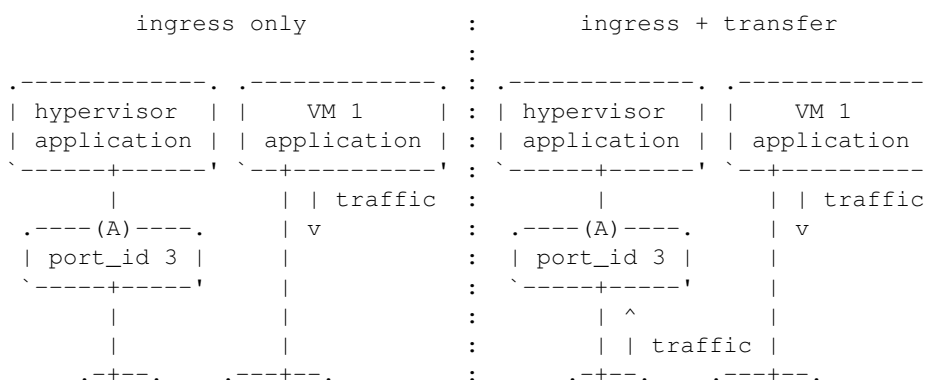 ingress only : ingress + transfer
:
.-------------. .-------------. : .-------------. .-------------
| hypervisor | | VM 1 | : | hypervisor | | VM 1
| application | | application | : | application | | application
`------+------' `--+----------' : `------+------' `--+----------
| | | traffic : | | | traffic
.----(A)----. | v : .----(A)----. | v
| port_id 3 | | : | port_id 3 | |
`-----+-----' | : `-----+-----' |
| | : | ^ |
| | : | | traffic |
.-+--. .---+--. : .-+--. .---+--.